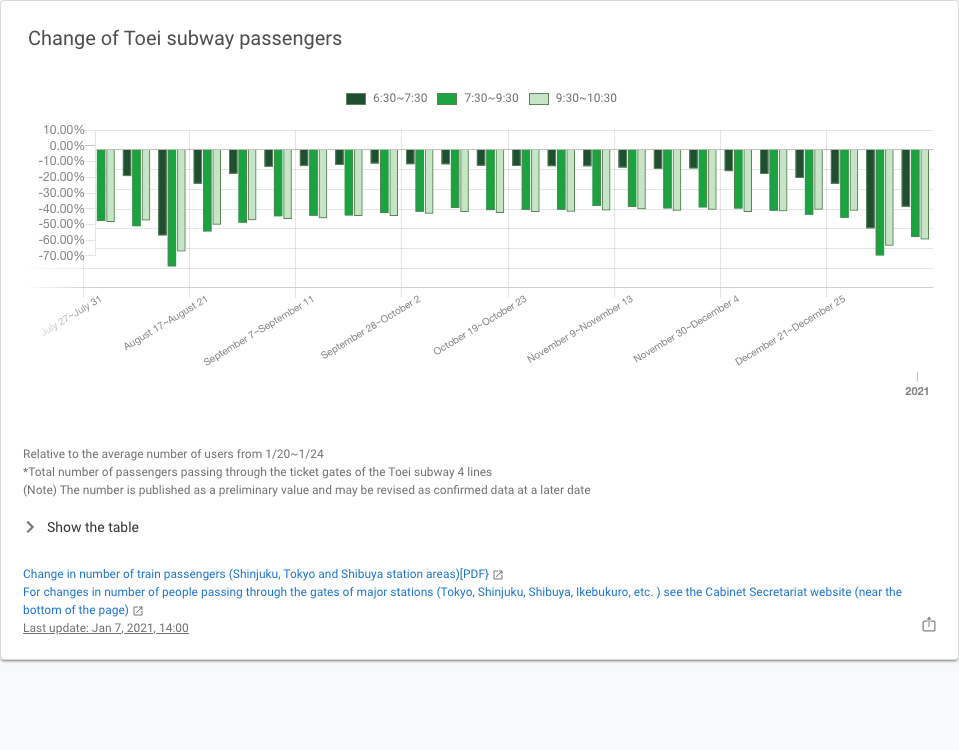 Change of Toei subway passengers
6:30~7:30 7:30~9:30 9:30~10:30
10.00%
0.00%
-10.00%
-20.00%
-30.00%
-40.00%
-50.00%
-60.00%
-70.00%
July 27~July 31
August 17~August 21
September 7~September 11
September 28~October 2
October 19~October 23
November 9~November 13
November 30~December 4
December 21~December 25
2021
Relative to the average number of users from 1/20~1/24
*Total number of passengers passing through the ticket gates of the Toei subway 4 lines
(Note) The number is published as a preliminary value and may be revised as confirmed data at a later date
Show the table
Change in number of train passengers (Shinjuku, Tokyo and Shibuya station areas)[PDF}
For changes in number of people passing through the gates of major stations (Tokyo, Shinjuku, Shibuya, Ikebukuro, etc. ) see the Cabinet Secretariat website (near the
bottom of the page)
Last update: Jan 7, 2021, 14:00